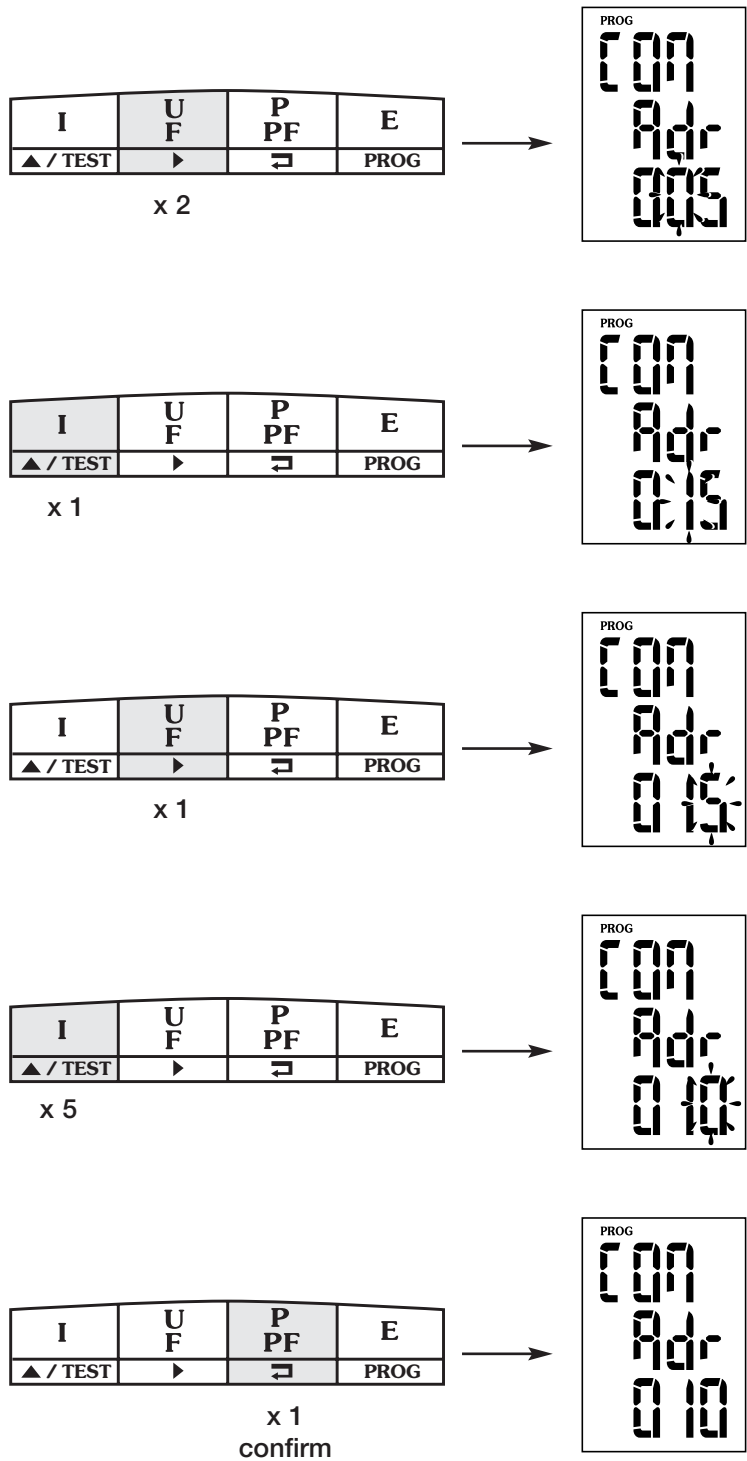 PROG
COM
Adr
005
I U F P PF E
▲ / TEST ▶ ⮐ PROG
x 2
PROG
COM
Adr
015
I U F P PF E
▲ / TEST ▶ ⮐ PROG
x 1
PROG
COM
Adr
015
I U F P PF E
▲ / TEST ▶ ⮐ PROG
x 1
PROG
COM
Adr
010
I U F P PF E
▲ / TEST ▶ ⮐ PROG
x 5
PROG
COM
Adr
010
I U F P PF E
▲ / TEST ▶ ⮐ PROG
x 1
confirm